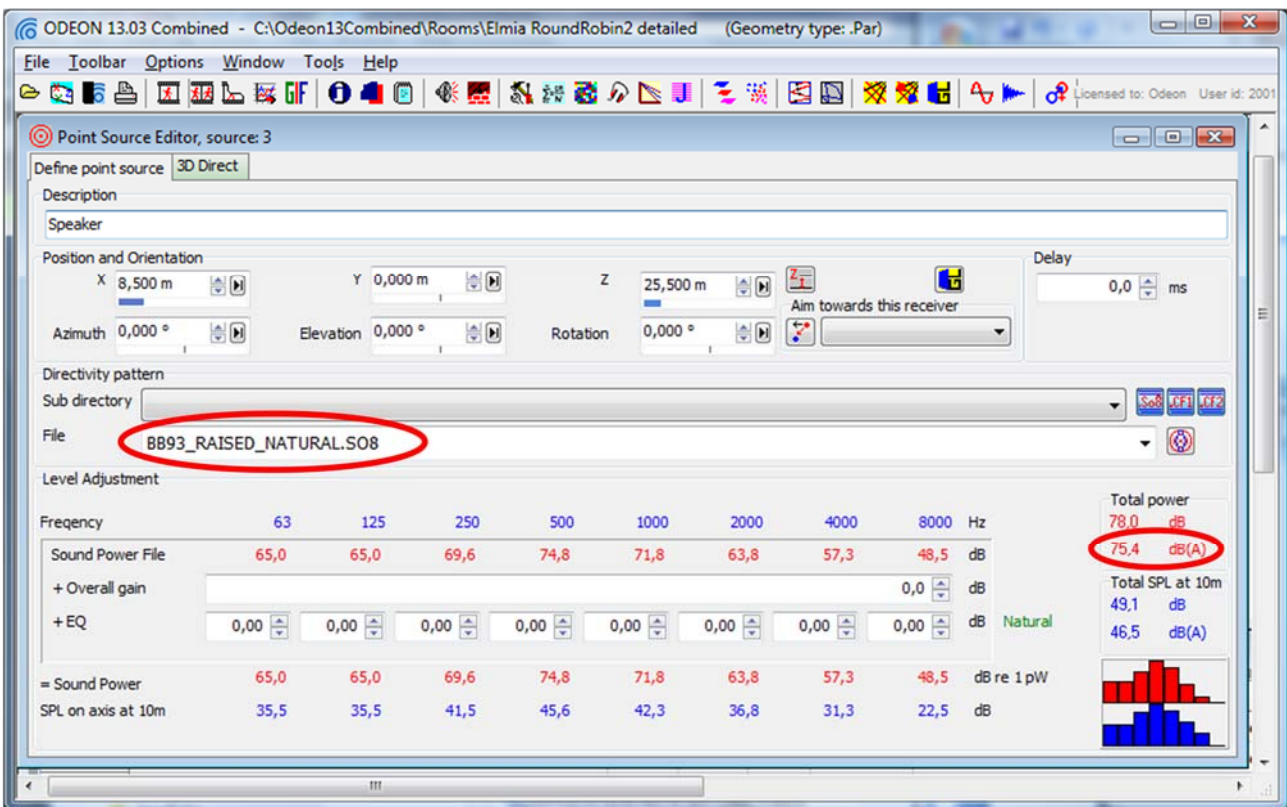 ODEON 13.03 Combined - C:\Odeon13Combined\Rooms\Elmia RoundRobin2 detailed (Geometry type: .Par)
File Toolbar Options Window Tools Help
GIF Licensed to: Odeon User id: 2001
Point Source Editor, source: 3
Define point source 3D Direct
Description
Speaker
Position and Orientation Delay
X 8,500 m Y 0,000 m Z 25,500 m 0,0 ms
Aim towards this receiver
Azimuth 0,000 ° Elevation 0,000 ° Rotation 0,000 °
Directivity pattern
Sub directory .So8 .CF1 .CF2
File BB93_RAISED_NATURAL.SO8
Level Adjustment
Total power
Freqency 63 125 250 500 1000 2000 4000 8000 Hz 78,0 dB
Sound Power File 65,0 65,0 69,6 74,8 71,8 63,8 57,3 48,5 dB 75,4 dB(A)
+ Overall gain 0,0 dB Total SPL at 10m
49,1 dB
+ EQ 0,00 0,00 0,00 0,00 0,00 0,00 0,00 0,00 dB Natural 46,5 dB(A)
= Sound Power 65,0 65,0 69,6 74,8 71,8 63,8 57,3 48,5 dB re 1 pW
SPL on axis at 10m 35,5 35,5 41,5 45,6 42,3 36,8 31,3 22,5 dB